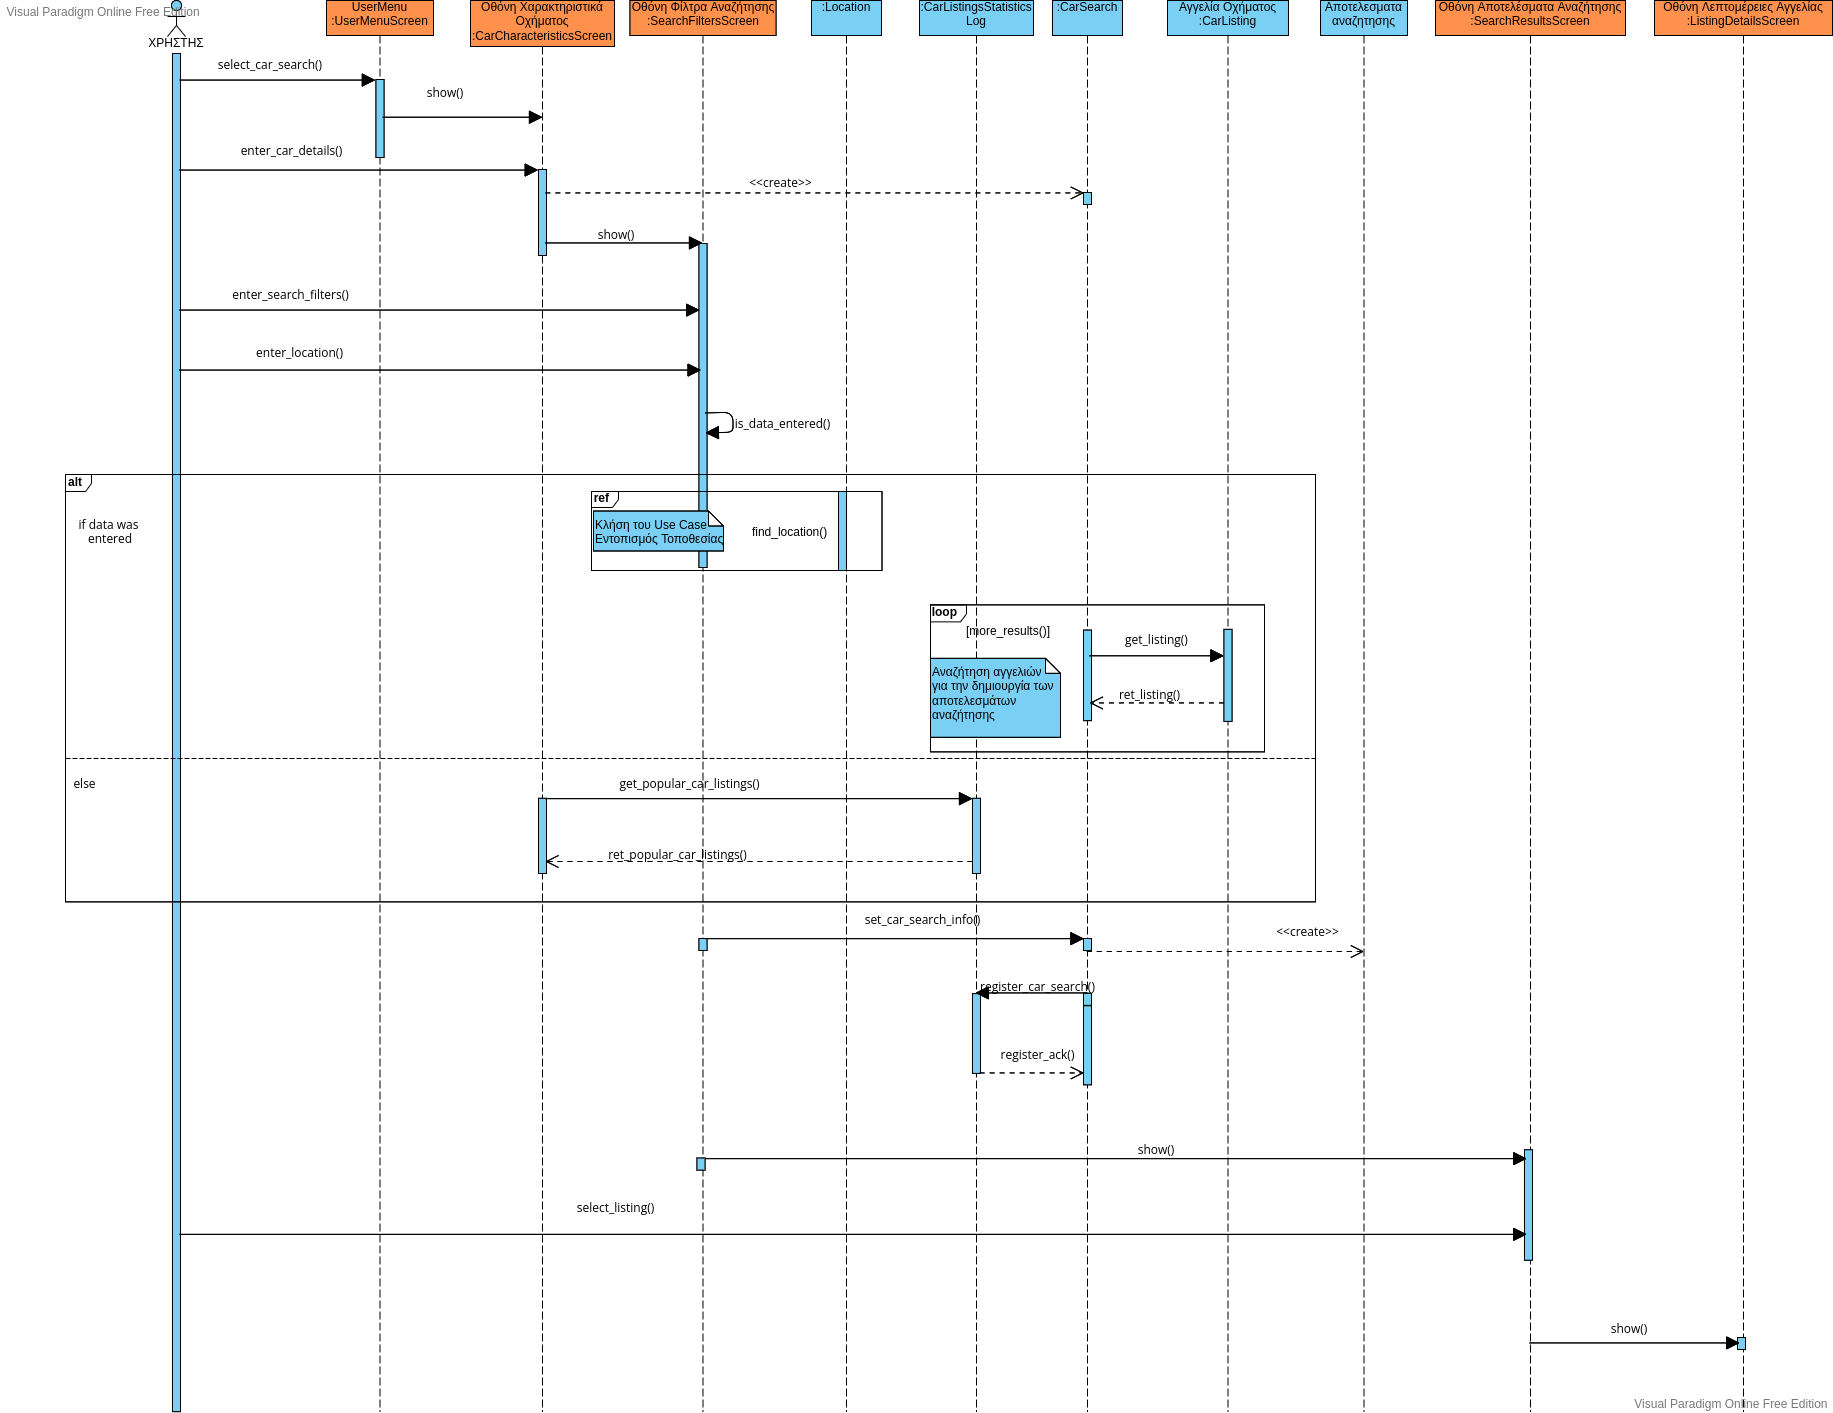 Visual Paradigm Online Free Edition
ΧΡΗΣΤΗΣ
UserMenu
:UserMenuScreen
Οθόνη Χαρακτηριστικά
Οχήματος
:CarCharacteristicsScreen
Οθόνη Φίλτρα Αναζήτησης
:SearchFiltersScreen
:Location
:CarListingsStatistics
Log
:CarSearch
Αγγελία Οχήματος
:CarListing
Αποτελεσματα
αναζητησης
Οθόνη Αποτελέσματα Αναζήτησης
:SearchResultsScreen
Οθόνη Λεπτομέρειες Αγγελίας
:ListingDetailsScreen
select_car_search()
show()
enter_car_details()
<<create>>
show()
enter_search_filters()
enter_location()
is_data_entered()
alt
if data was
entered
ref
Κλήση του Use Case
Εντοπισμός Τοποθεσίας
find_location()
loop
[more_results()]
get_listing()
Αναζήτηση αγγελιών
για την δημιουργία των
αποτελεσμάτων
αναζήτησης
ret_listing()
else
get_popular_car_listings()
ret_popular_car_listings()
set_car_search_info()
<<create>>
register_car_search()
register_ack()
show()
select_listing()
show()
Visual Paradigm Online Free Edition